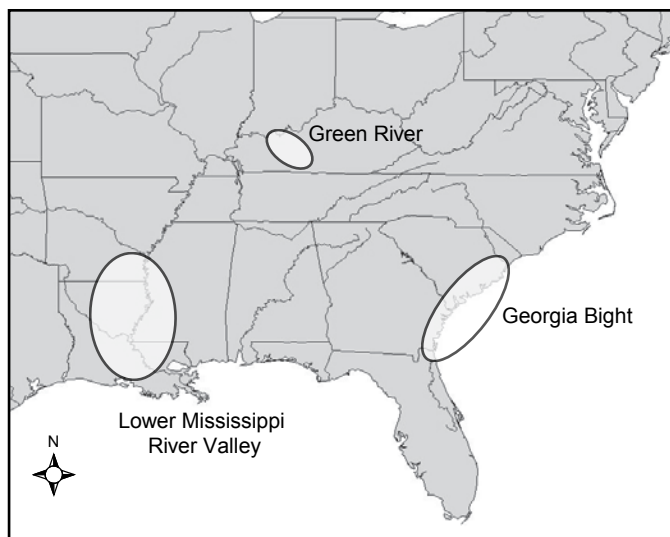 Green River
Georgia Bight
Lower Mississippi
River Valley
N